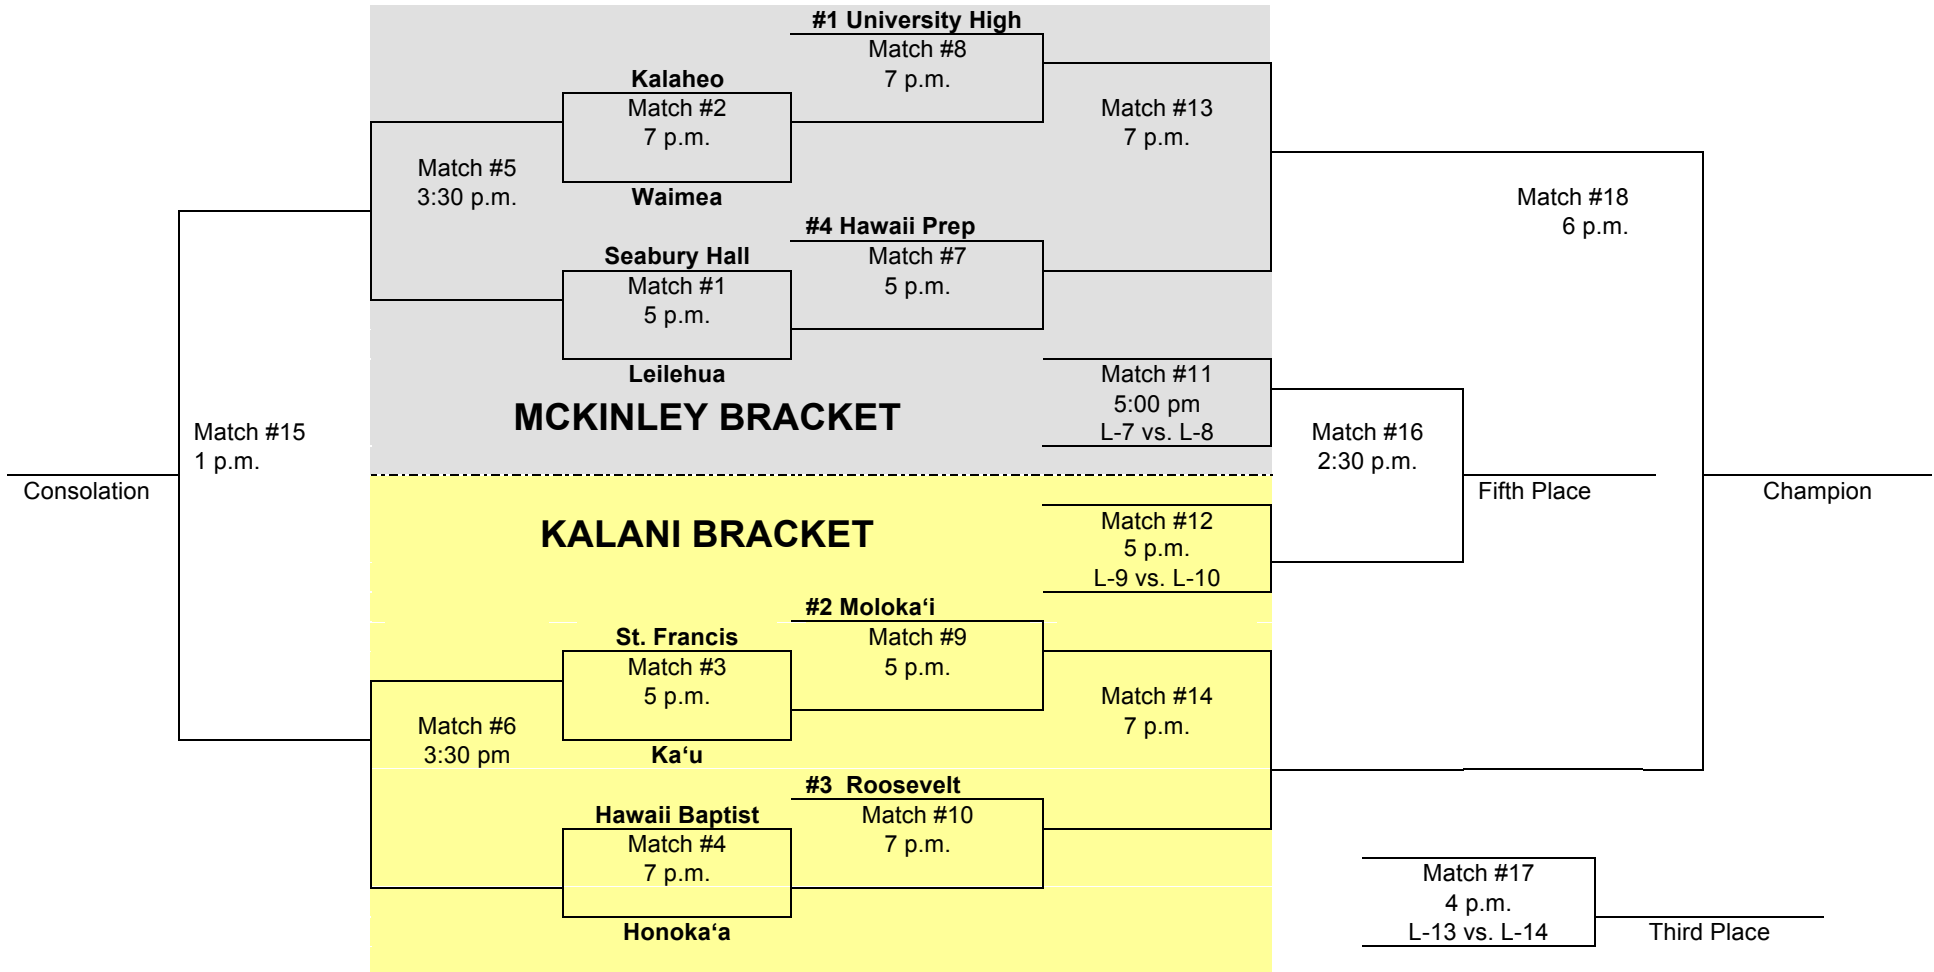 #1 University High
Match #8
7 p.m.
Kalaheo
Match #2
7 p.m.
Waimea
Match #13
7 p.m.
Match #5
3:30 p.m.
#4 Hawaii Prep
Match #7
5 p.m.
Seabury Hall
Match #1
5 p.m.
Leilehua
Match #18
6 p.m.
MCKINLEY BRACKET
Match #11
5:00 pm
L-7 vs. L-8
Match #15
1 p.m.
Consolation
Match #16
2:30 p.m.
Fifth Place
Champion
KALANI BRACKET
Match #12
5 p.m.
L-9 vs. L-10
#2 Moloka‘i
Match #9
5 p.m.
St. Francis
Match #3
5 p.m.
Ka‘u
Match #14
7 p.m.
Match #6
3:30 pm
#3  Roosevelt
Match #10
7 p.m.
Hawaii Baptist
Match #4
7 p.m.
Honoka‘a
Match #17
4 p.m.
L-13 vs. L-14
Third Place